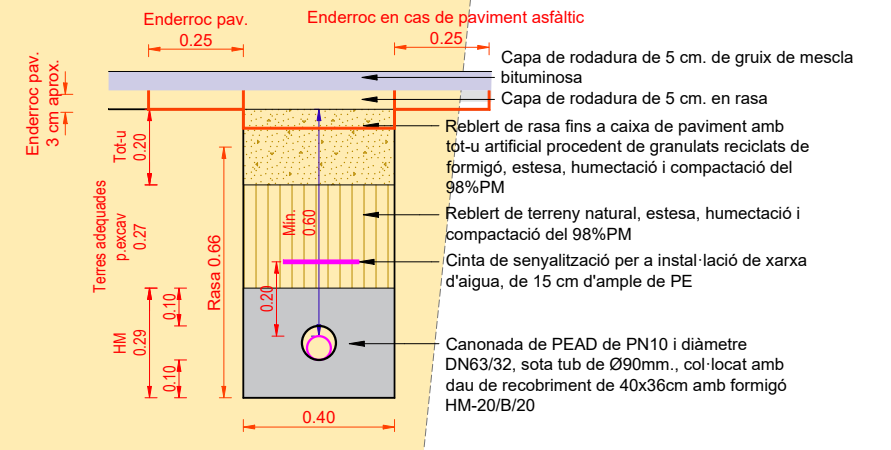 Enderroc pav.
0.25
Enderroc en cas de paviment asfàltic
0.25
Enderroc pav.
3 cm aprox.
Capa de rodadura de 5 cm. de gruix de mescla
bituminosa
Capa de rodadura de 5 cm. en rasa
Tot-u
0.20
Reblert de rasa fins a caixa de paviment amb
tot-u artificial procedent de granulats reciclats de
formigó, estesa, humectació i compactació del
98%PM
Terres adequades
p.excav
0.27
Rasa 0.66
Mín.
0.60
Reblert de terreny natural, estesa, humectació i
compactació del 98%PM
Cinta de senyalització per a instal·lació de xarxa
d'aigua, de 15 cm d'ample de PE
0.20
HM
0.29
0.10
0.10
Canonada de PEAD de PN10 i diàmetre
DN63/32, sota tub de Ø90mm., col·locat amb
dau de recobriment de 40x36cm amb formigó
HM-20/B/20
0.40